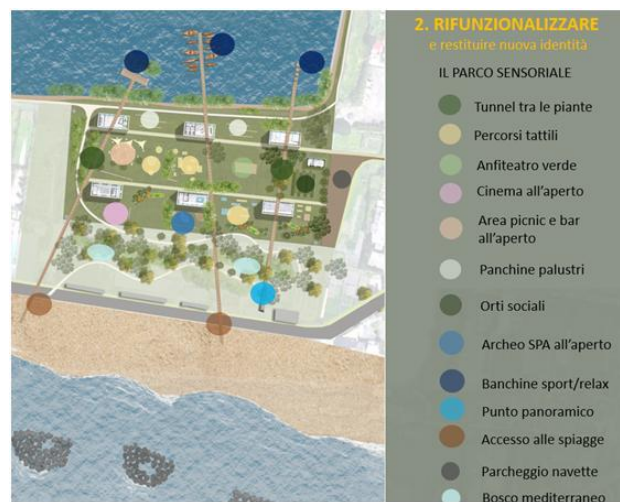 2. RIFUNZIONALIZZARE
e restituire nuova identità
IL PARCO SENSORIALE
Tunnel tra le piante
Percorsi tattili
Anfiteatro verde
Cinema all'aperto
Area picnic e bar
all'aperto
Panchine palustri
Orti sociali
Archeo SPA all'aperto
Banchine sport/relax
Punto panoramico
Accesso alle spiagge
Parcheggio navette
Bosco mediterraneo